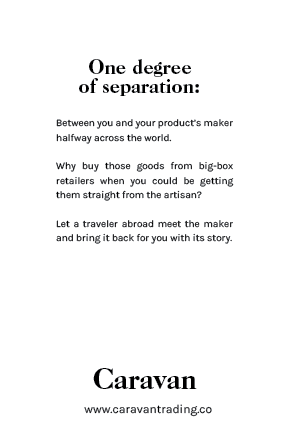 One degree
of separation:
Between you and your product's maker
halfway across the world.
Why buy those goods from big-box
retailers when you could be getting
them straight from the artisan?
Let a traveler abroad meet the maker
and bring it back for you with its story.
Caravan
www.caravantrading.co